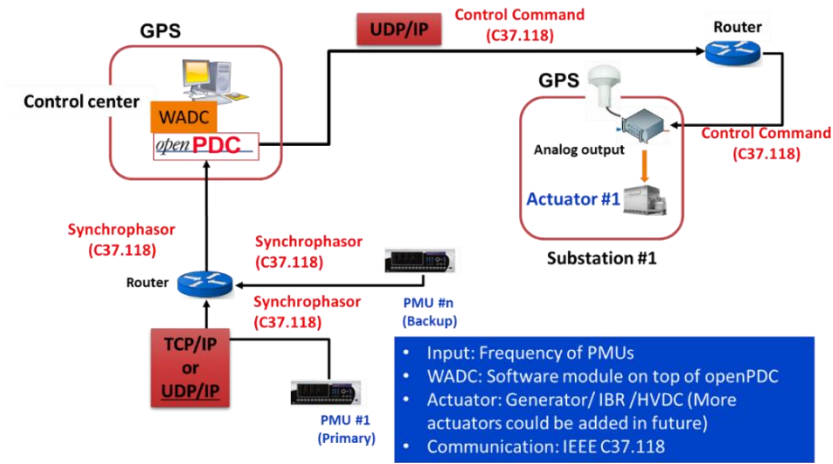 GPS
Control center
WADC
open PDC
UDP/IP
Control Command
(C37.118)
Router
GPS
Analog output
Actuator #1
Substation #1
Control Command
(C37.118)
Synchrophasor
(C37.118)
Router
Synchrophasor
(C37.118)
Synchrophasor
(C37.118)
PMU #n
(Backup)
TCP/IP
or
UDP/IP
PMU #1
(Primary)
• Input: Frequency of PMUs
• WADC: Software module on top of openPDC
• Actuator: Generator/ IBR /HVDC (More
actuators could be added in future)
• Communication: IEEE C37.118